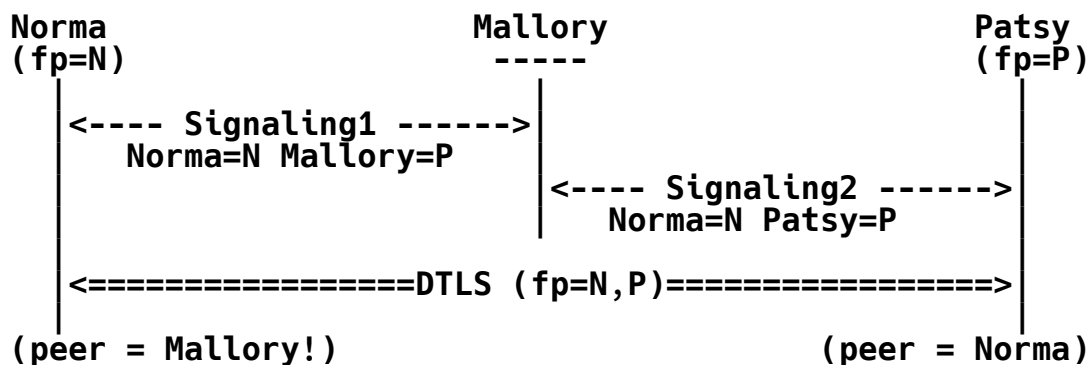 Norma Mallory Patsy
(fp=N) ----- (fp=P)
<---- Signaling1 ------>
Norma=N Mallory=P
<---- Signaling2 ------>
Norma=N Patsy=P
<=================DTLS (fp=N,P)=================>
(peer = Mallory!) (peer = Norma)